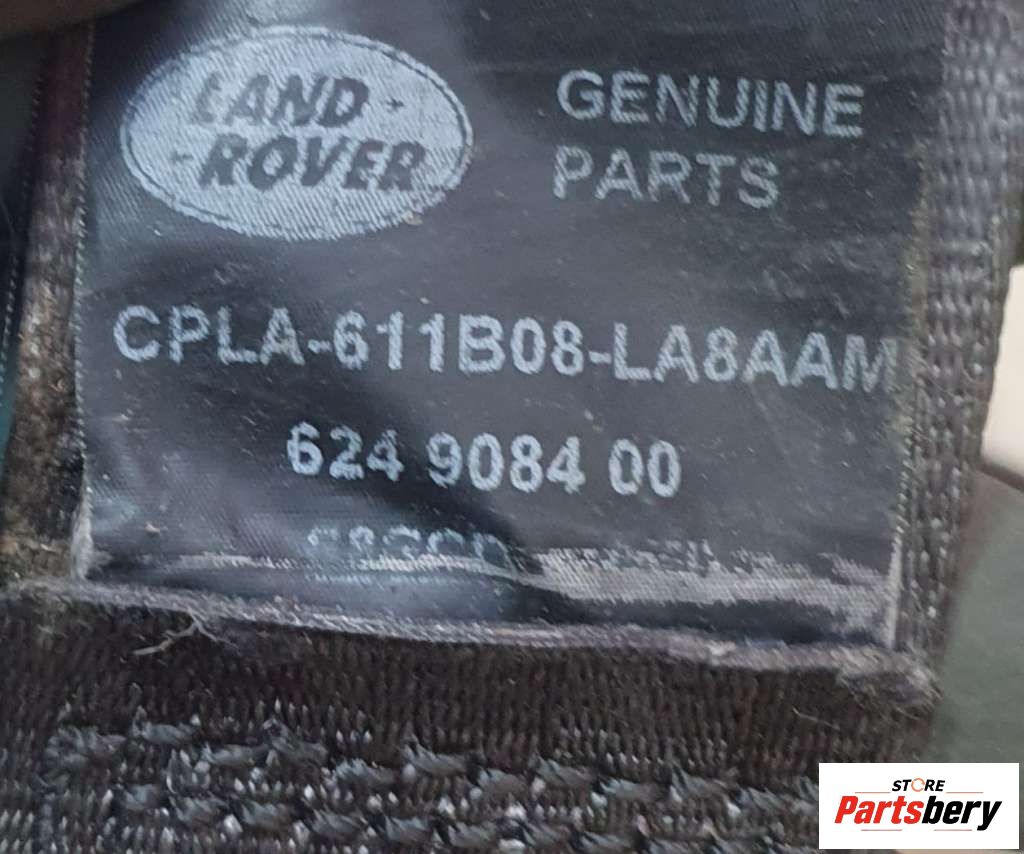 LAND
ROVER
GENUINE
PARTS
CPLA-611B08-LA8AAM
624 9084 00
STORE
Partsbery